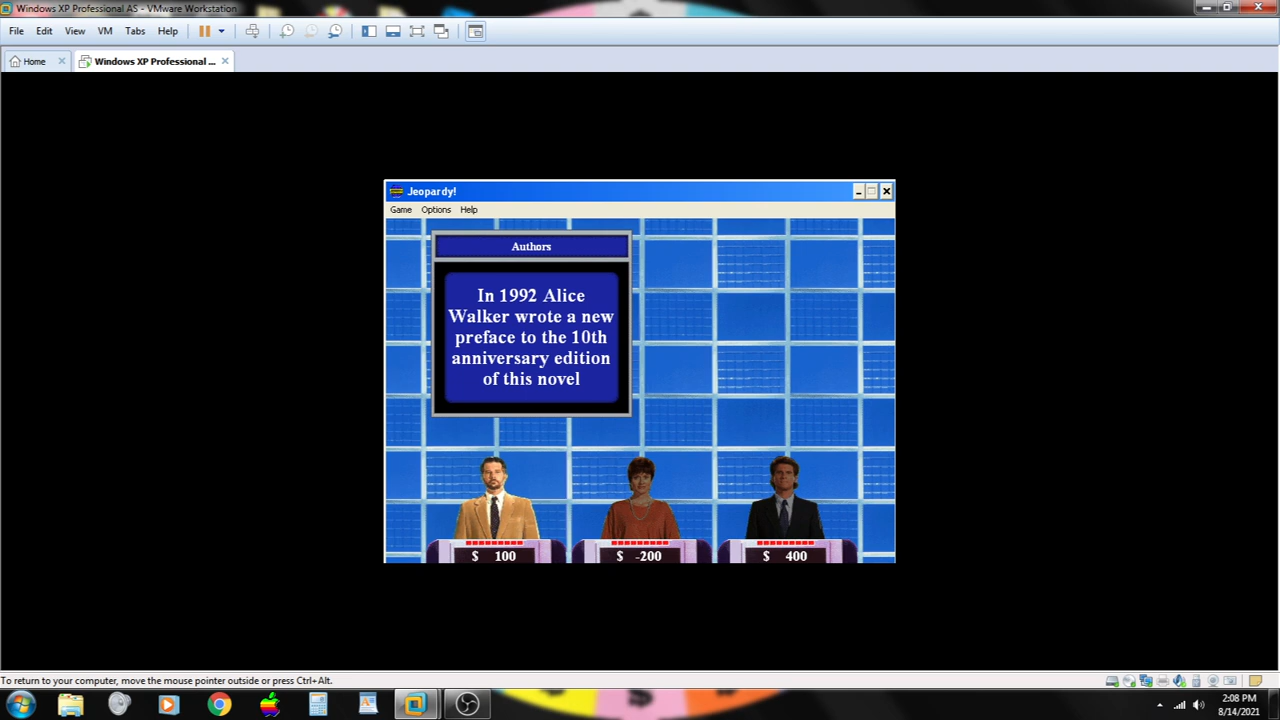 Windows XP Professional AS - VMware Workstation
File Edit View VM Tabs Help
Home
Windows XP Professional ...
Jeopardy!
Game Options Help
Authors
In 1992 Alice
Walker wrote a new
preface to the 10th
anniversary edition
of this novel
$ 100
$ -200
$ 400
To return to your computer, move the mouse pointer outside or press Ctrl+Alt.
2:08 PM
8/14/2021